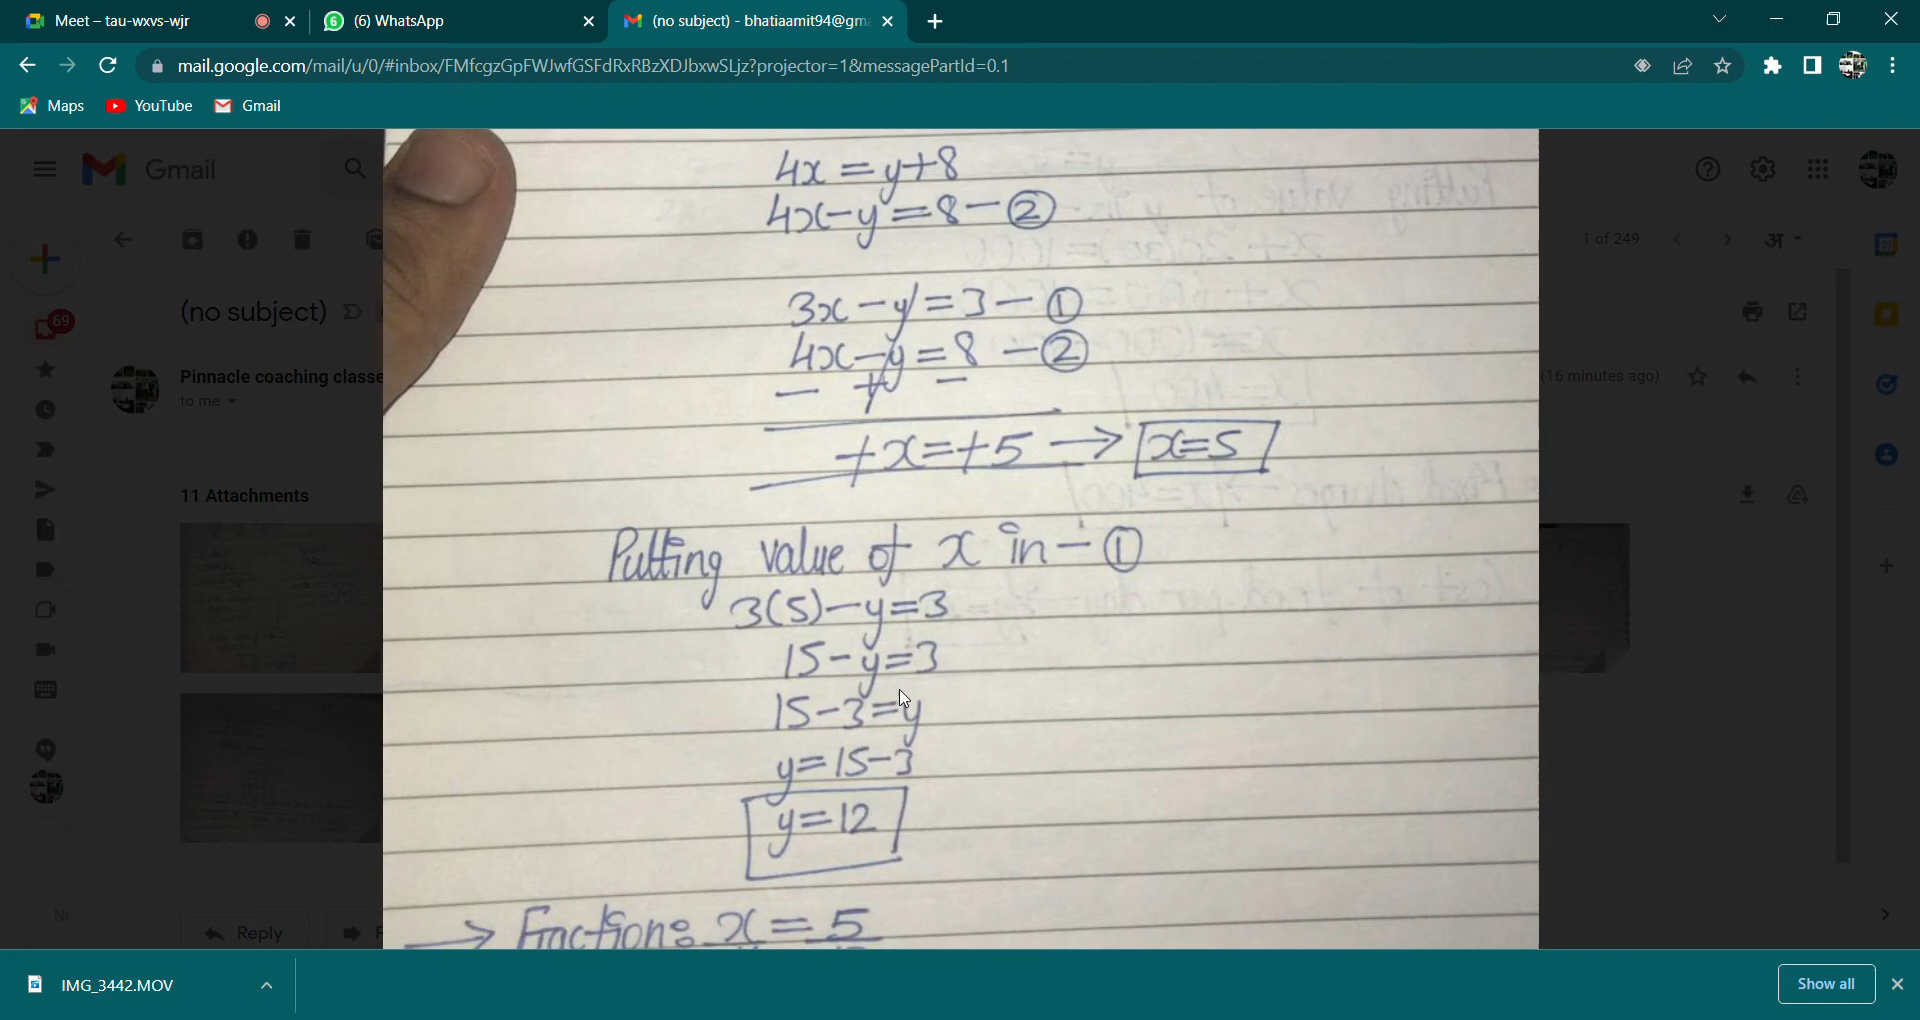 Meet – tau-wxvs-wjr
(6) WhatsApp
(no subject) - bhatiaamit94@gm
mail.google.com/mail/u/0/#inbox/FMfcgzGpFWJwfGSFdRxRBzXDJbxwSLjz?projector=1&messagePartId=0.1
Maps YouTube Gmail
Gmail
1 of 249
अ
(no subject)
69
Pinnacle coaching classe
(16 minutes ago)
to me
11 Attachments
4x = y+8
4x-y=8-②
3x-y=3-①
4x-y=8-②
- + -
+x=+5 → x=5
Putting value of x in-①
3(5)-y=3
15-y=3
15-3=y
y=15-3
y=12
→ Fraction: x = 5
Reply
F
IMG_3442.MOV
Show all